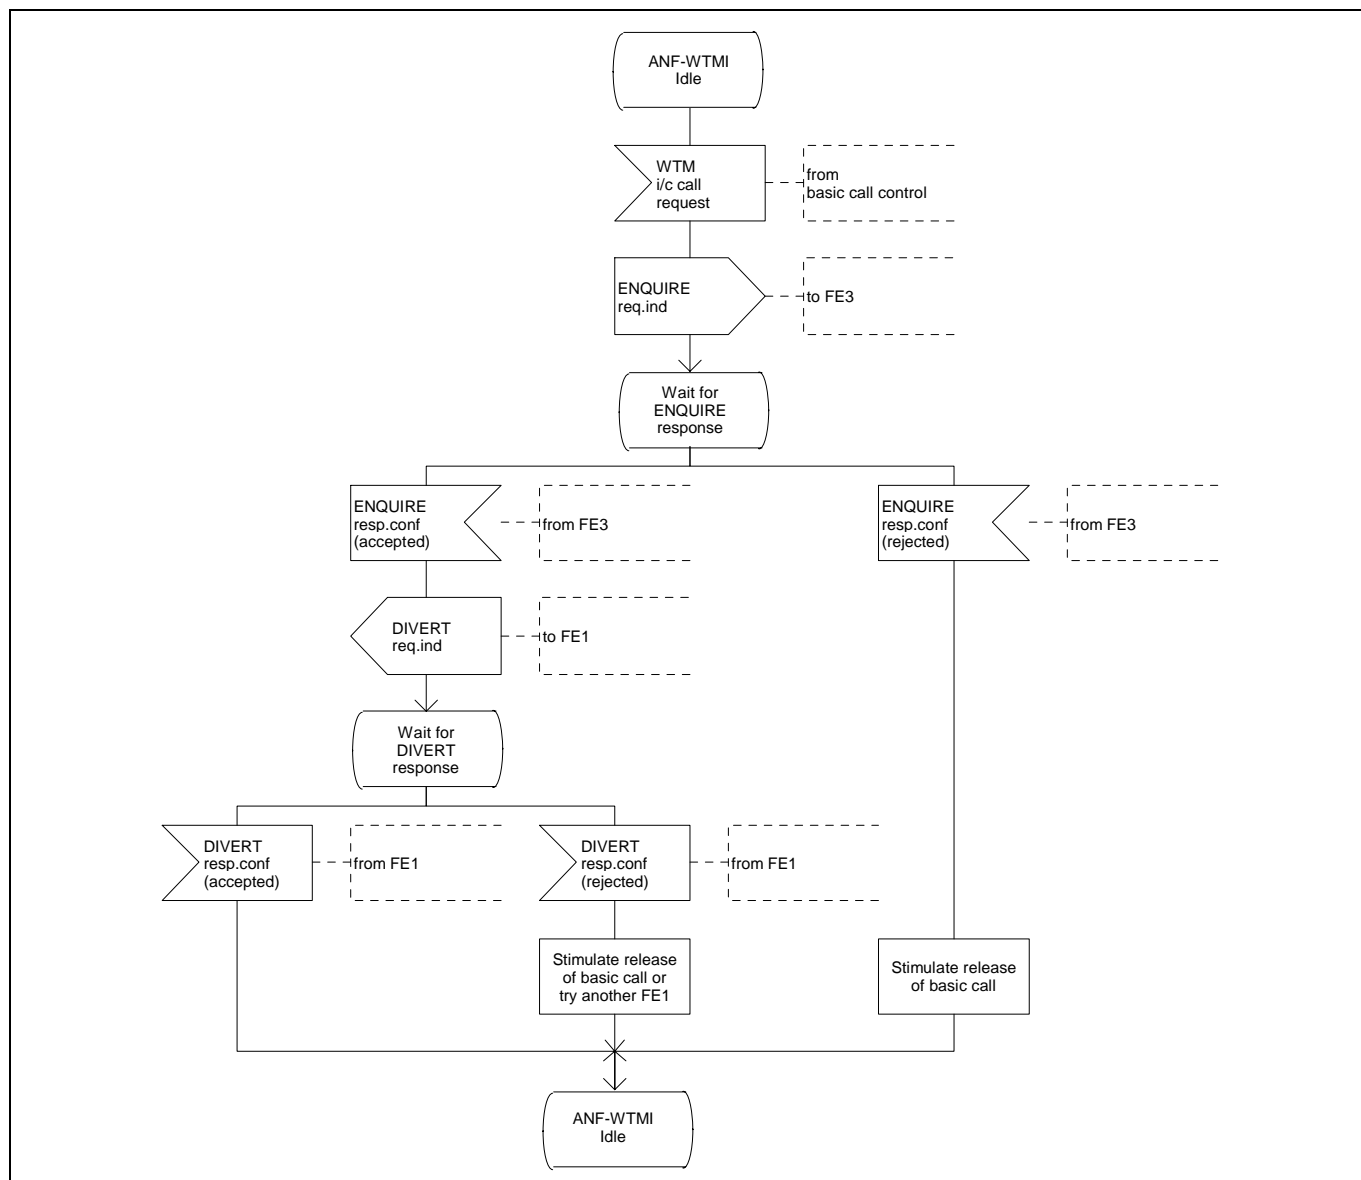 ANF-WTMI
Idle
WTM
i/c call
request
from
basic call control
ENQUIRE
req.ind
to FE3
Wait for
ENQUIRE
response
ENQUIRE
resp.conf
(accepted)
from FE3
ENQUIRE
resp.conf
(rejected)
from FE3
DIVERT
req.ind
to FE1
Wait for
DIVERT
response
DIVERT
resp.conf
(accepted)
from FE1
DIVERT
resp.conf
(rejected)
from FE1
Stimulate release
of basic call or
try another FE1
Stimulate release
of basic call
ANF-WTMI
Idle